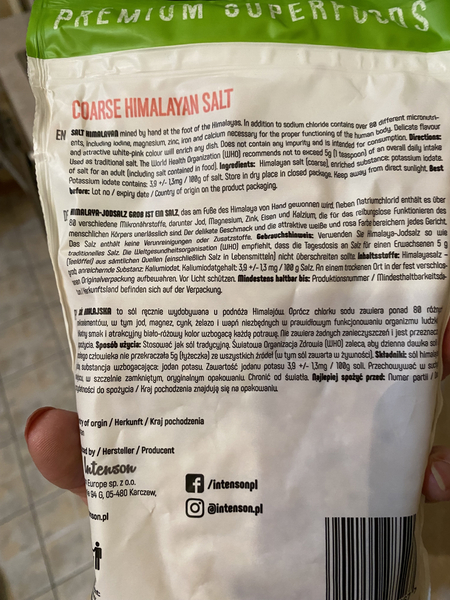 PREMIUM SUPERFOODS
COARSE HIMALAYAN SALT
EN SALT HIMALAYAN mined by hand at the foot of the Himalayas. In addition to sodium chloride contains over 80 different micronutri-
ents, including iodine, magnesium, zinc, iron and calcium necessary for the proper functioning of the human body. Delicate flavour
and attractive white-pink colour will enrich any dish. Does not contain any impurity and is intended for consumption. Directions:
Used as traditional salt. The World Health Organization (WHO) recommends not to exceed 5g (1 teaspoon) of an overall daily intake
of salt for an adult (including salt contained in food). Ingredients: Himalayan salt (coarse), enriched substance: potassium iodate.
Potassium iodate contains: 3,9 +/- 1,3mg / 100g of salt. Store in dry place in closed package. Keep away from direct sunlight. Best
before: Lot no / expiry date / Country of origin on the product packaging.
HIMALAYA-JODSALZ GROB IST EIN SALZ, das am Fuße des Himalaya von Hand gewonnen wird. Neben Natriumchlorid enthält es über
80 verschiedene Mikronährstoffe, darunter Jod, Magnesium, Zink, Eisen und Kalzium, die für das reibungslose Funktionieren des
menschlichen Körpers unerlässlich sind. Der delikate Geschmack und die attraktive weiße und rosa Farbe bereichern jedes Gericht.
Das Salz enthält keine Verunreinigungen oder Zusatzstoffe. Gebrauchshinweis: Verwenden Sie Himalaya-Jodsalz so wie
traditionelles Salz. Die Weltgesundheitsorganisation (WHO) empfiehlt, dass die Tagesdosis an Salz für einen Erwachsenen 5 g
(Teelöffel) aus sämtlichen Quellen (einschließlich Salz in Lebensmitteln) nicht überschreiten sollte. Inhaltsstoffe: Himalayasalz
anreichernde Substanz: Kaliumiodat. Kaliumiodatgehalt: 3,9 +/- 1,3 mg / 100 g Salz. An einem trockenen Ort in der fest verschlos-
Originalverpackung aufbewahren. Vor Licht schützen. Mindestens haltbar bis: Produktionsnummer / Mindesthaltbarkeitsda-
Herkunftsland befinden sich auf der Verpackung.
to sól ręcznie wydobywana u podnóża Himalajów. Oprócz chlorku sodu zawiera ponad 80 różnych
w tym jod, magnez, cynk, żelazo i wapń niezbędnych w prawidłowym funkcjonowaniu organizmu ludzki
smak i atrakcyjny biało-różowy kolor wzbogacą każdą potrawę. Nie zawiera żadnych zanieczyszczeń i jest przeznaczo
Sposób użycia: Stosować jak sól tradycyjną. Światowa Organizacja Zdrowia (WHO) zaleca, aby dzienna dawka soli
człowieka nie przekraczała 5g (łyżeczka) ze wszystkich źródeł (w tym sól zawarta w żywności). Składniki: sól himalaj
substancja wzbogacająca: jodan potasu. Zawartość jodanu potasu 3,9 +/- 1,3mg / 100g soli. Przechowywać w such
w szczelnie zamkniętym, oryginalnym opakowaniu. Chronić od światła. Najlepiej spożyć przed: Numer partii / Da
do spożycia / Kraj pochodzenia znajdują się na opakowaniu.
of orgin / Herkunft / Kraj pochodzenia
by / Hersteller / Producent
Intenson
Europe sp. z o.o.
94 G, 05-480 Karczew,
/intensonpl
@intenson.pl